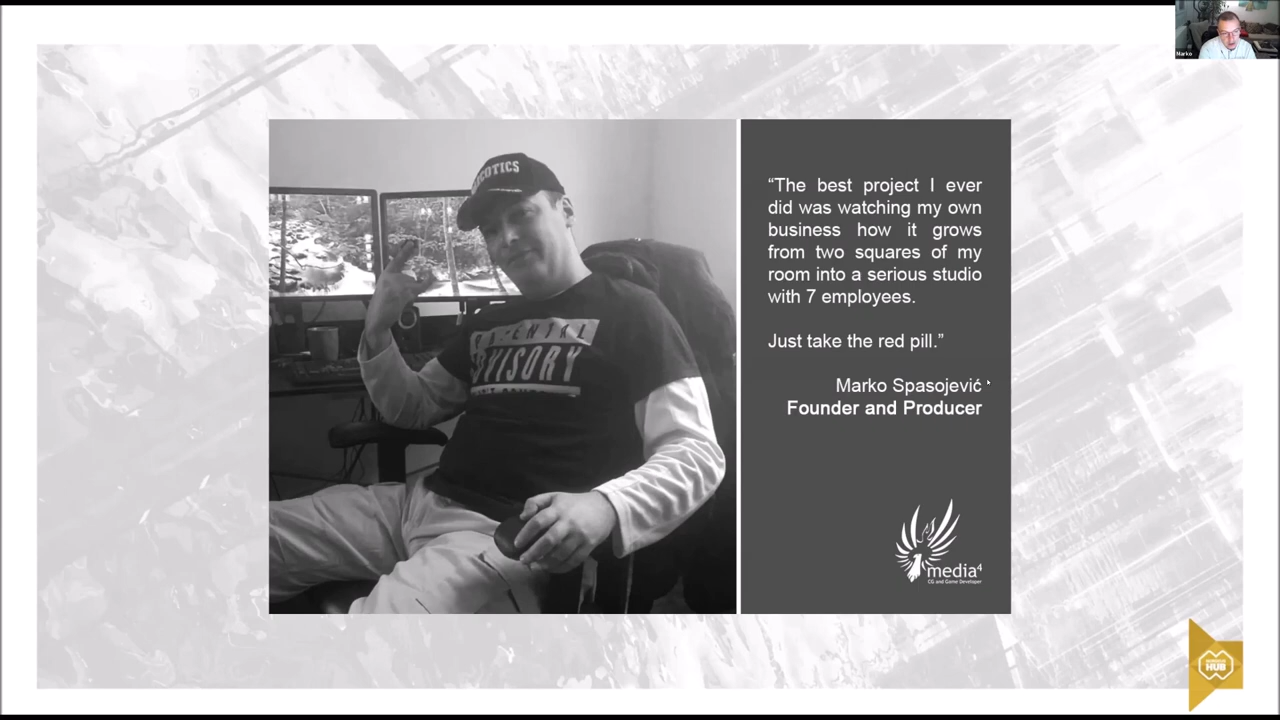 Marko
“The best project I ever
did was watching my own
business how it grows
from two squares of my
room into a serious studio
with 7 employees.
Just take the red pill.”
Marko Spasojević
Founder and Producer
ADVISORY
media4
CG and Game Developer
HUB